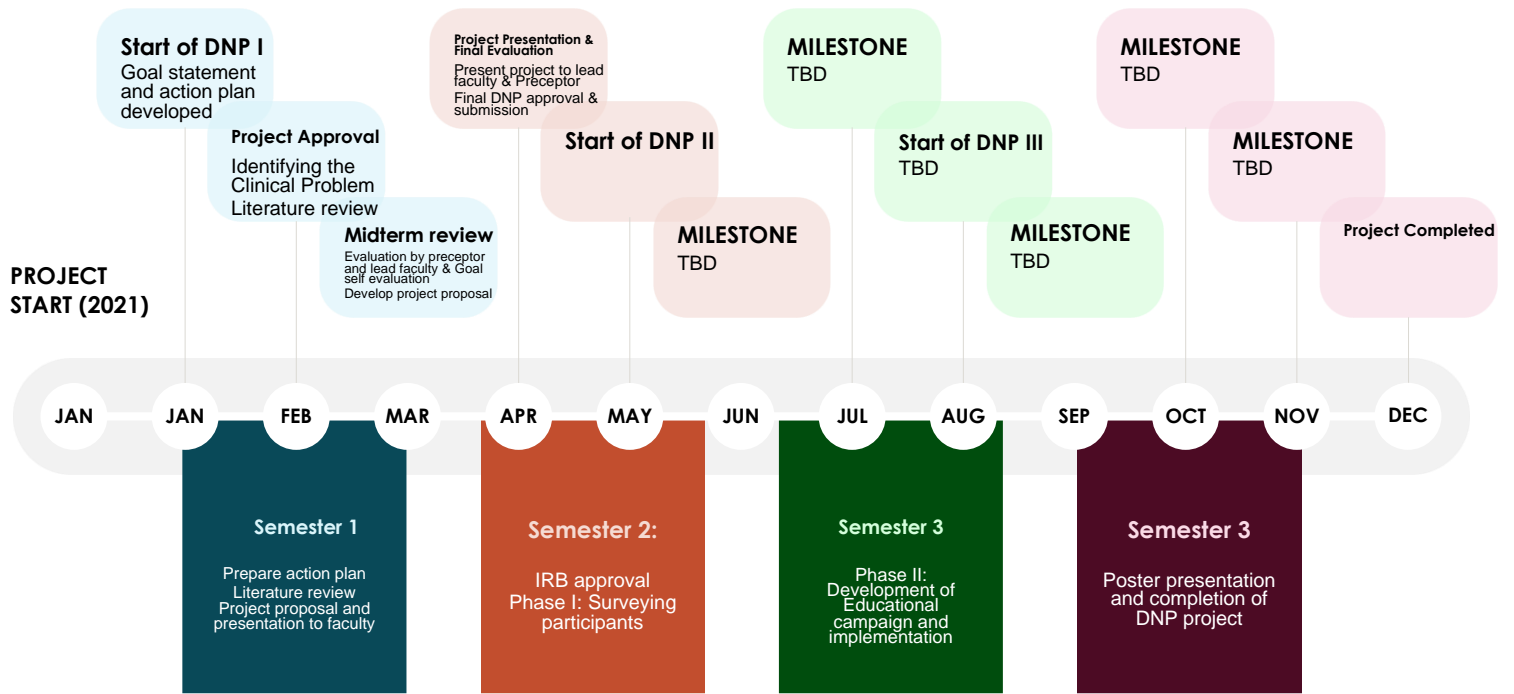 Start of DNP I
Goal statement
and action plan
developed
Project Approval
Identifying the
Clinical Problem
Literature review
Midterm review
Evaluation by preceptor
and lead faculty & Goal
self evaluation
Develop project proposal
Project Presentation &
Final Evaluation
Present project to lead
faculty & Preceptor
Final DNP approval &
submission
Start of DNP II
MILESTONE
TBD
MILESTONE
TBD
Start of DNP III
TBD
MILESTONE
TBD
MILESTONE
TBD
MILESTONE
TBD
Project Completed
PROJECT
START (2021)
JAN JAN FEB MAR APR MAY JUN JUL AUG SEP OCT NOV DEC
Semester 1
Prepare action plan
Literature review
Project proposal and
presentation to faculty
Semester 2:
IRB approval
Phase I: Surveying
participants
Semester 3
Phase II:
Development of
Educational
campaign and
implementation
Semester 3
Poster presentation
and completion of
DNP project